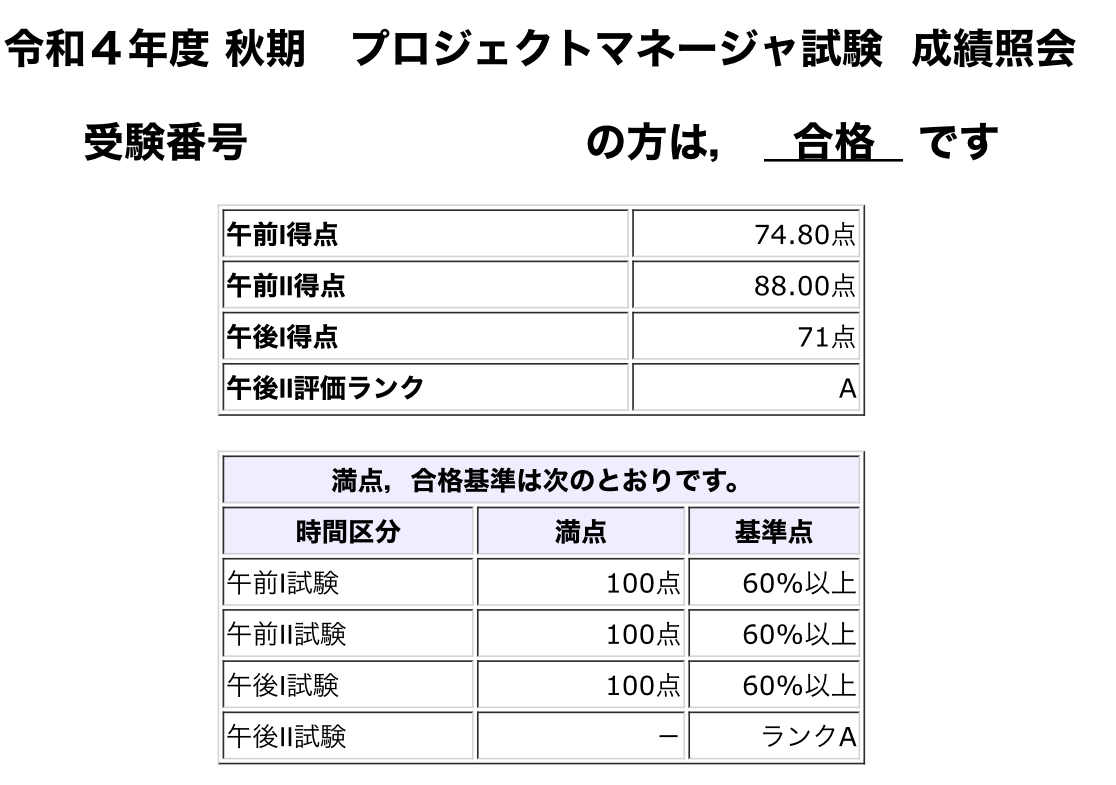 令和４年度 秋期　プロジェクトマネージャ試験 成績照会
受験番号　の方は，　合格　です
午前I得点 74.80点
午前II得点 88.00点
午後I得点 71点
午後II評価ランク A
満点，合格基準は次のとおりです。
時間区分 満点 基準点
午前I試験 100点 60%以上
午前II試験 100点 60%以上
午後I試験 100点 60%以上
午後II試験 － ランクA